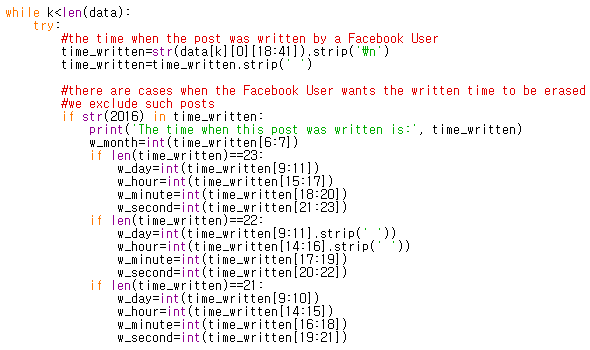 while k<len(data):
    try:
        #the time when the post was written by a Facebook User
        time_written=str(data[k][0][18:41]).strip('₩n')
        time_written=time_written.strip(' ')

        #there are cases when the Facebook User wants the written time to be erased
        #we exclude such posts
        if str(2016) in time_written:
            print('The time when this post was written is:', time_written)
            w_month=int(time_written[6:7])
            if len(time_written)==23:
                w_day=int(time_written[9:11])
                w_hour=int(time_written[15:17])
                w_minute=int(time_written[18:20])
                w_second=int(time_written[21:23])
            if len(time_written)==22:
                w_day=int(time_written[9:11].strip(' '))
                w_hour=int(time_written[14:16].strip(' '))
                w_minute=int(time_written[17:19])
                w_second=int(time_written[20:22])
            if len(time_written)==21:
                w_day=int(time_written[9:10])
                w_hour=int(time_written[14:15])
                w_minute=int(time_written[16:18])
                w_second=int(time_written[19:21])